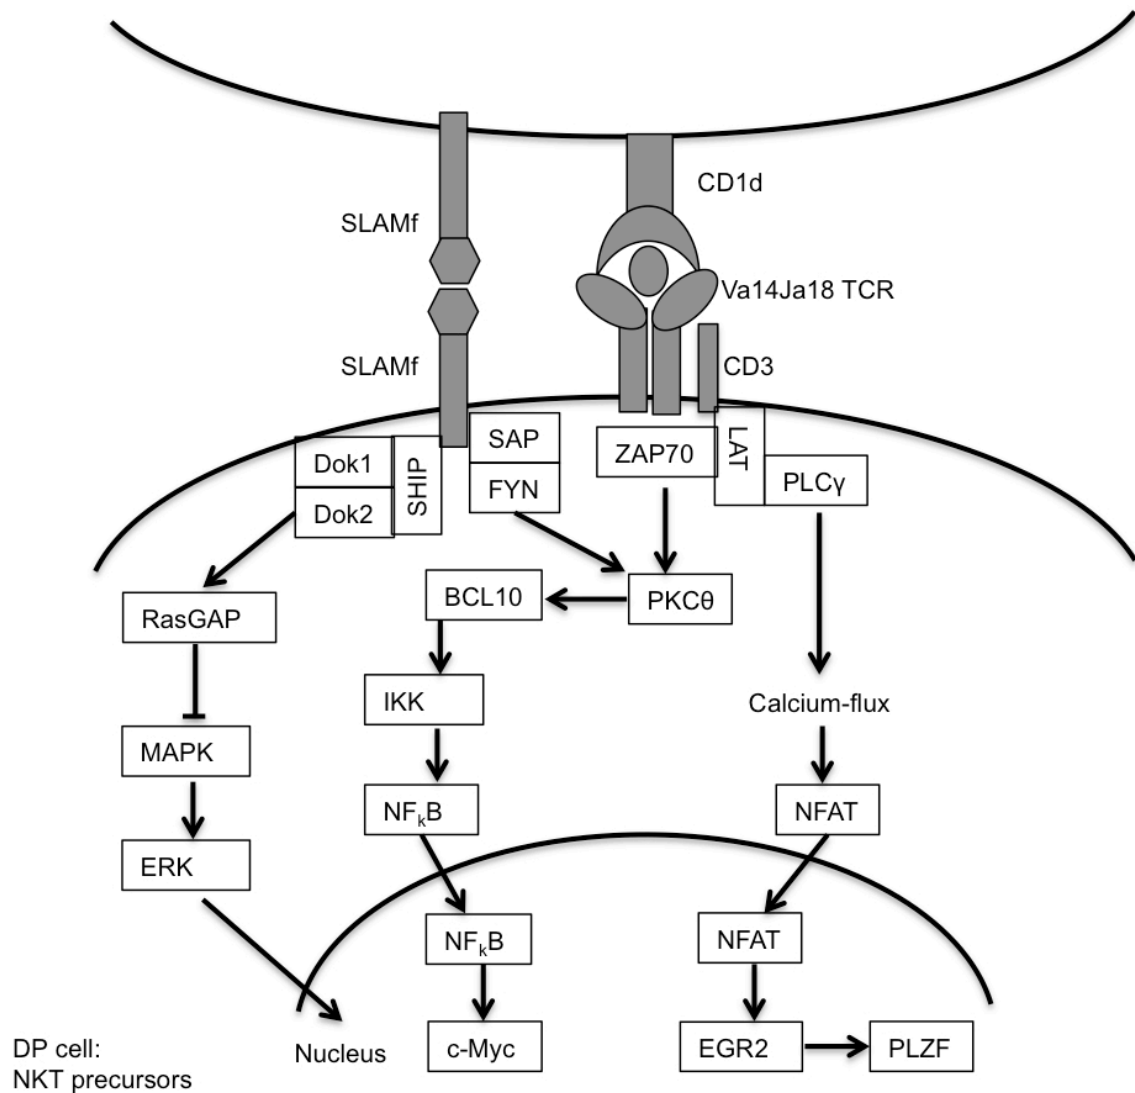 CD1d
SLAMf
Va14Ja18 TCR
SLAMf
CD3
SAP
ZAP70
LAT
Dok1
SHIP
FYN
PLCγ
Dok2
BCL10
PKCθ
RasGAP
IKK
Calcium-flux
MAPK
NFkB
NFAT
ERK
NFkB
NFAT
DP cell:
NKT precursors
Nucleus
c-Myc
EGR2
PLZF